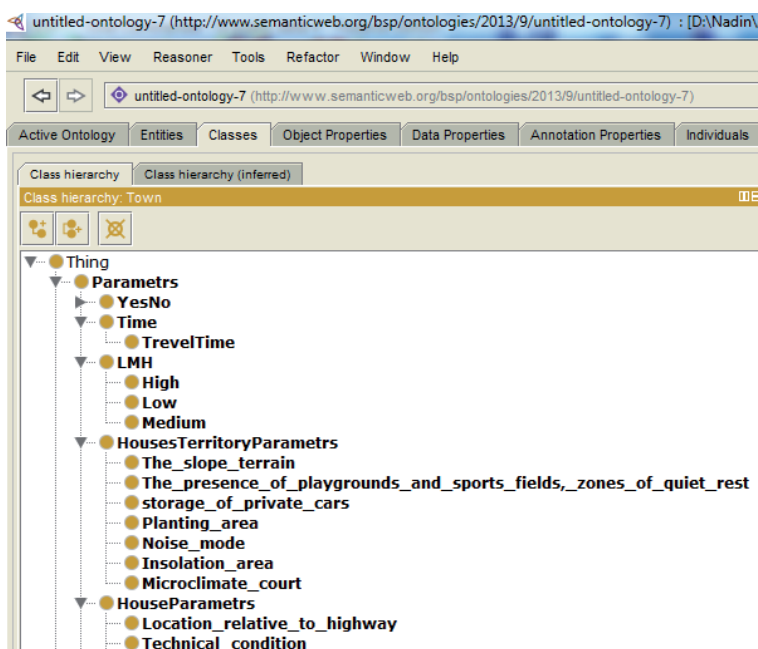 untitled-ontology-7 (http://www.semanticweb.org/bsp/ontologies/2013/9/untitled-ontology-7) : [D:\Nadin\
File Edit View Reasoner Tools Refactor Window Help
untitled-ontology-7 (http://www.semanticweb.org/bsp/ontologies/2013/9/untitled-ontology-7)
Active Ontology Entities Classes Object Properties Data Properties Annotation Properties Individuals
Class hierarchy Class hierarchy (inferred)
Class hierarchy: Town
Thing
Parametrs
YesNo
Time
TrevelTime
LMH
High
Low
Medium
HousesTerritoryParametrs
The_slope_terrain
The_presence_of_playgrounds_and_sports_fields,_zones_of_quiet_rest
storage_of_private_cars
Planting_area
Noise_mode
Insolation_area
Microclimate_court
HouseParametrs
Location_relative_to_highway
Technical_condition